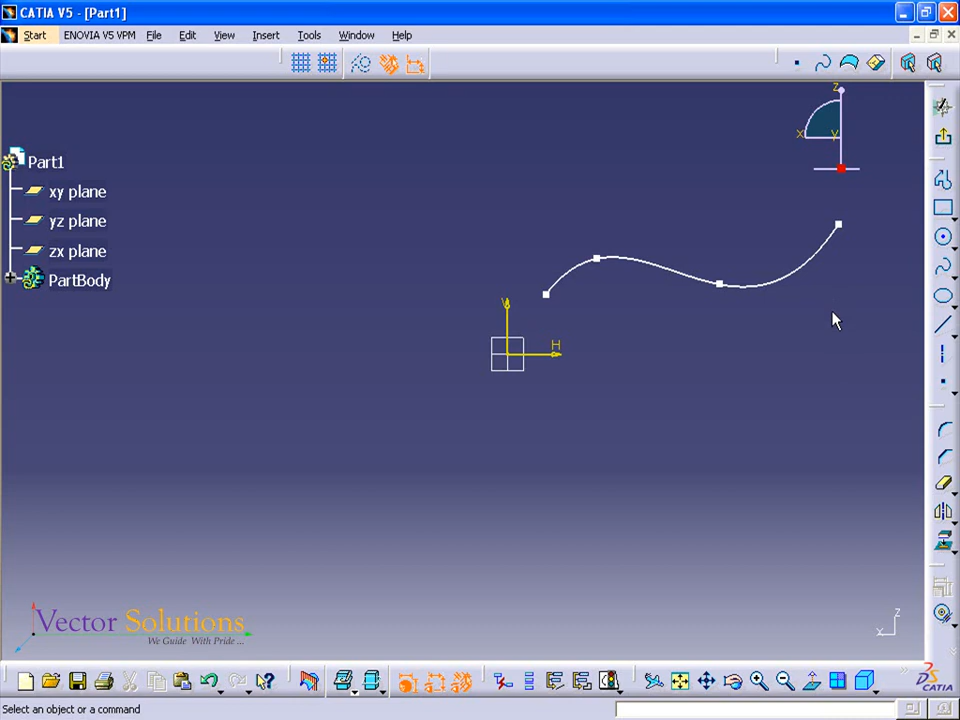 CATIA V5 - [Part1]
Start ENOVIA V5 VPM File Edit View Insert Tools Window Help
z
x y
Part1
xy plane
yz plane
zx plane
PartBody
V
H
Vector Solutions
We Guide With Pride ...
z
x
CATIA
Select an object or a command